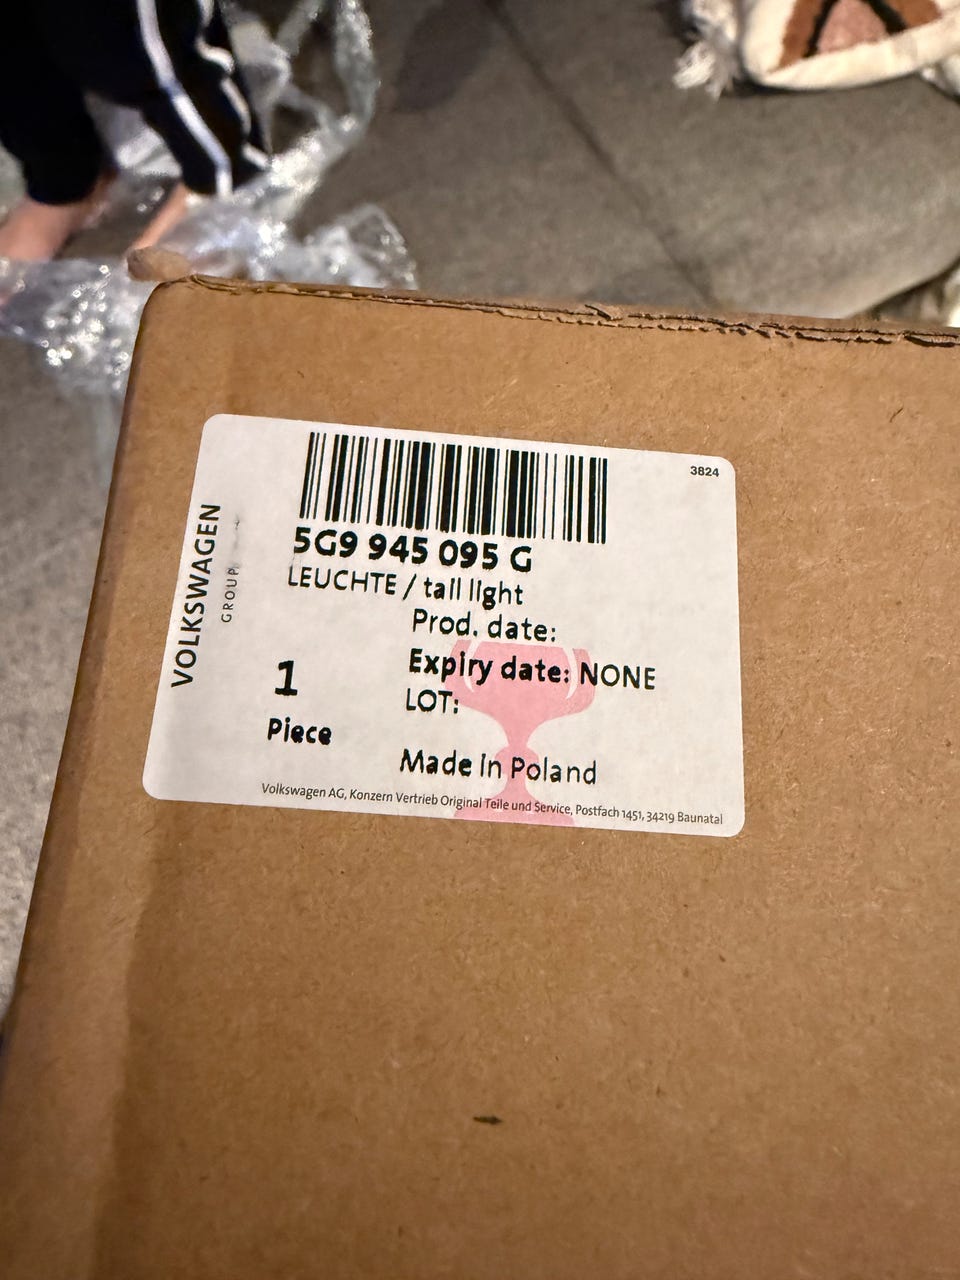 3824
5G9 945 095 G
LEUCHTE / tail light
Prod. date:
Expiry date: NONE
LOT:
1
Piece
Made in Poland
VOLKSWAGEN
GROUP
Volkswagen AG, Konzern Vertrieb Original Teile und Service, Postfach 1451, 34219 Baunatal